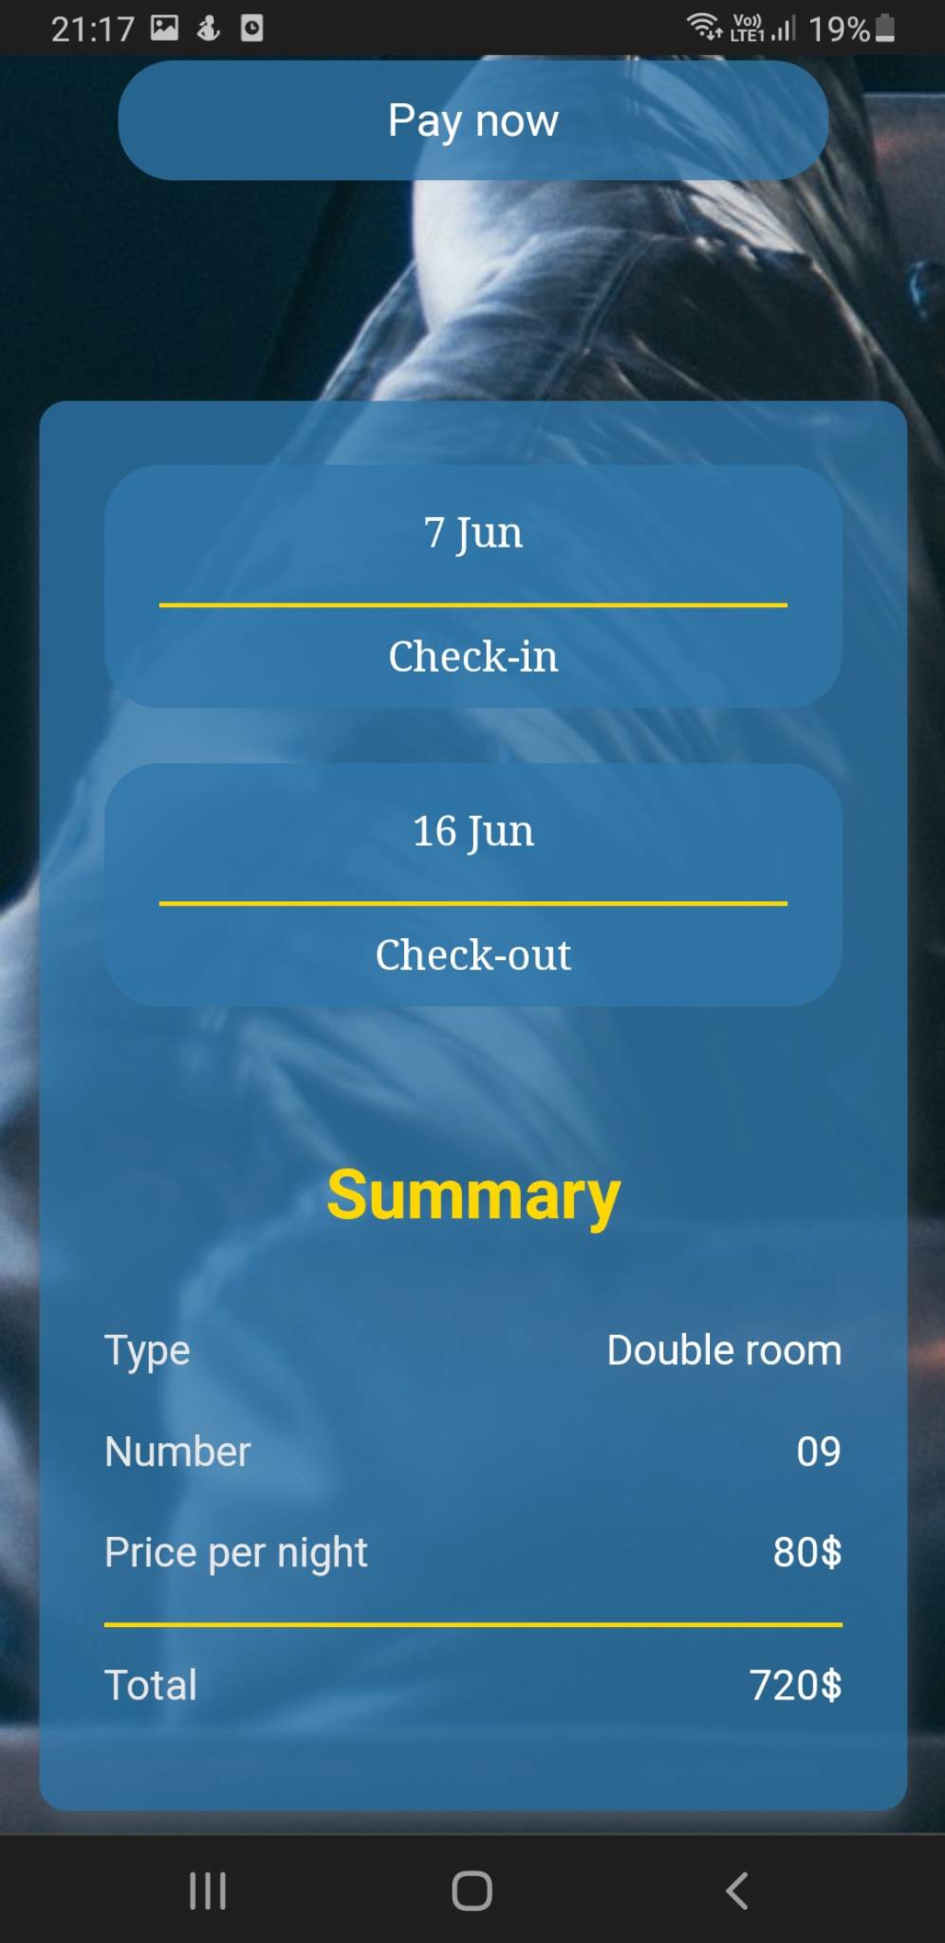 21:17 Vo)) LTE1 19%
Pay now
7 Jun
Check-in
16 Jun
Check-out
Summary
Type Double room
Number 09
Price per night 80$
Total 720$